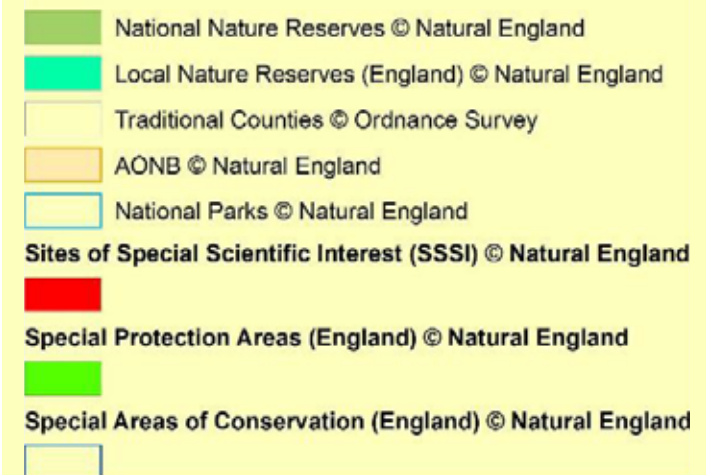 National Nature Reserves © Natural England
Local Nature Reserves (England) © Natural England
Traditional Counties © Ordnance Survey
AONB © Natural England
National Parks © Natural England
Sites of Special Scientific Interest (SSSI) © Natural England
Special Protection Areas (England) © Natural England
Special Areas of Conservation (England) © Natural England